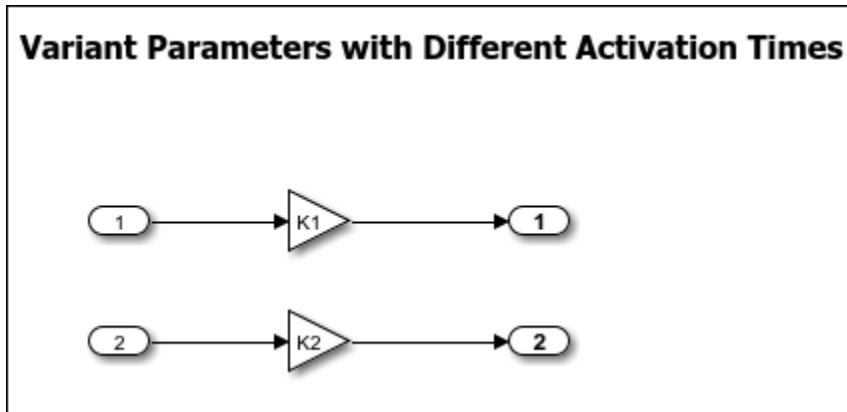 Variant Parameters with Different Activation Times
1 K1 1
2 K2 2